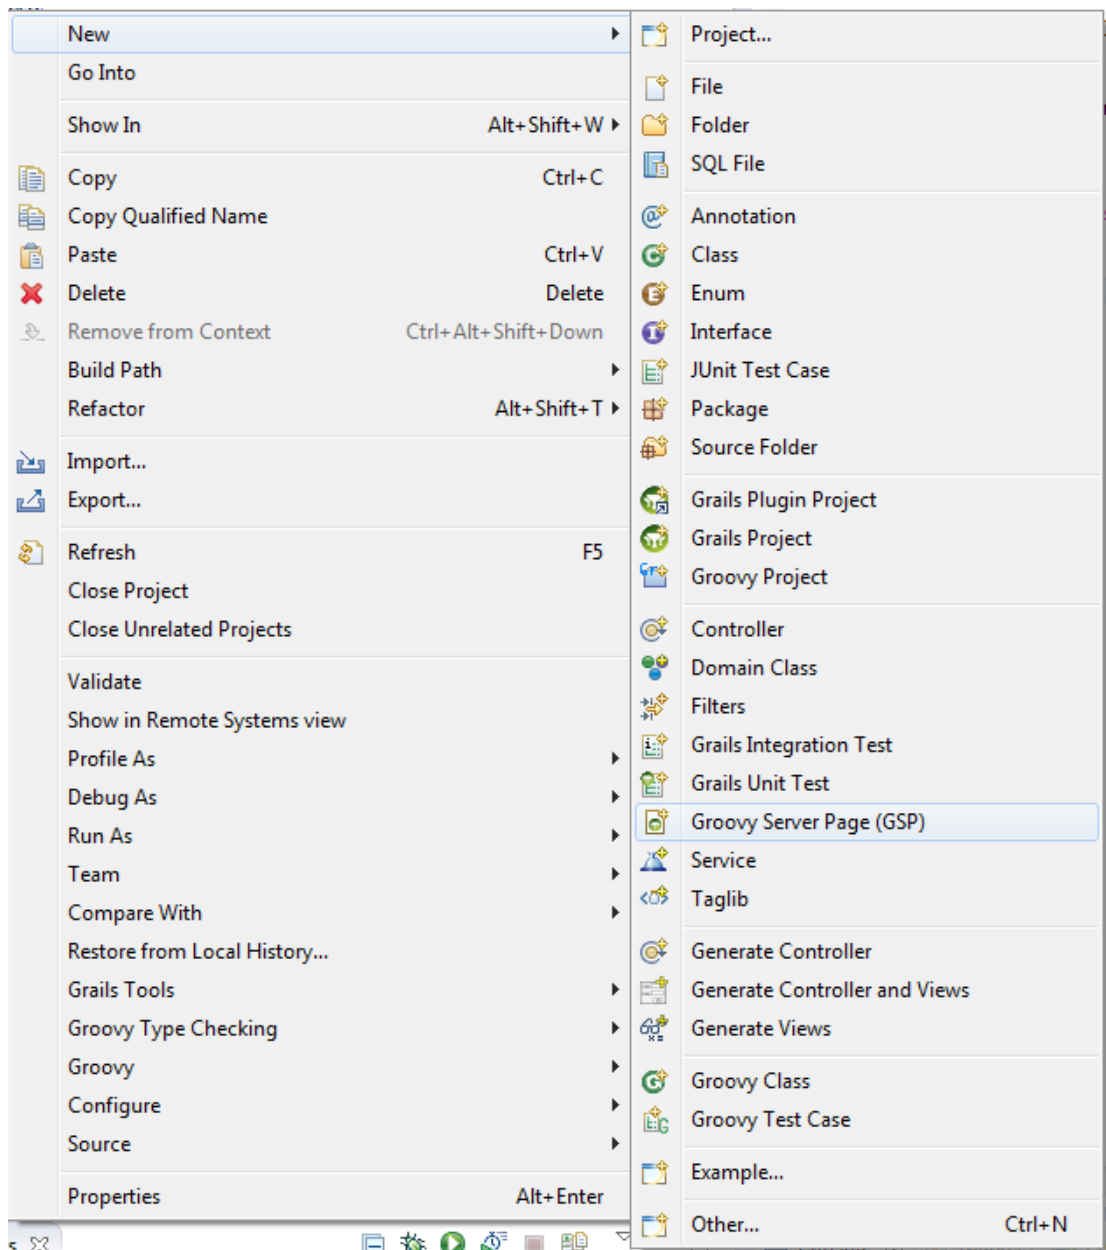 New
Go Into
Show In Alt+Shift+W
Copy Ctrl+C
Copy Qualified Name
Paste Ctrl+V
Delete Delete
Remove from Context Ctrl+Alt+Shift+Down
Build Path
Refactor Alt+Shift+T
Import...
Export...
Refresh F5
Close Project
Close Unrelated Projects
Validate
Show in Remote Systems view
Profile As
Debug As
Run As
Team
Compare With
Restore from Local History...
Grails Tools
Groovy Type Checking
Groovy
Configure
Source
Properties Alt+Enter
Project...
File
Folder
SQL File
Annotation
Class
Enum
Interface
JUnit Test Case
Package
Source Folder
Grails Plugin Project
Grails Project
Groovy Project
Controller
Domain Class
Filters
Grails Integration Test
Grails Unit Test
Groovy Server Page (GSP)
Service
Taglib
Generate Controller
Generate Controller and Views
Generate Views
Groovy Class
Groovy Test Case
Example...
Other... Ctrl+N